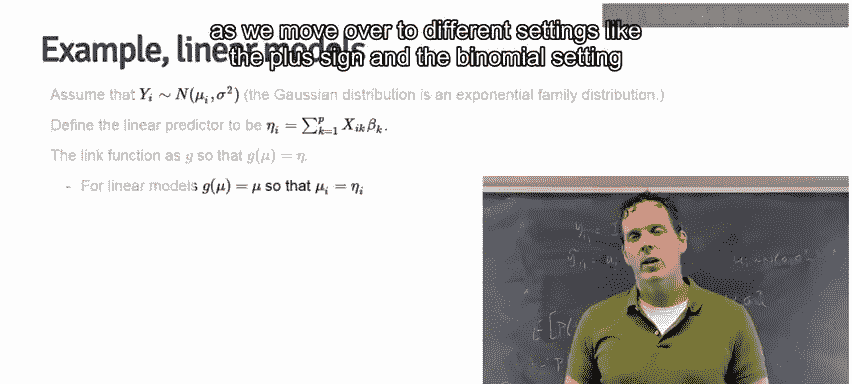 as we move over to different settings like
the plus sign and the binomial setting
Example, linear models
Assume that Yᵢ ∼ N(μᵢ, σ²) (the Gaussian distribution is an exponential family distribution.)
Define the linear predictor to be ηᵢ = ∑ᵖₖ₌₁ Xᵢₖβₖ.
The link function as g so that g(μ) = η.
- For linear models g(μ) = μ so that μᵢ = ηᵢ